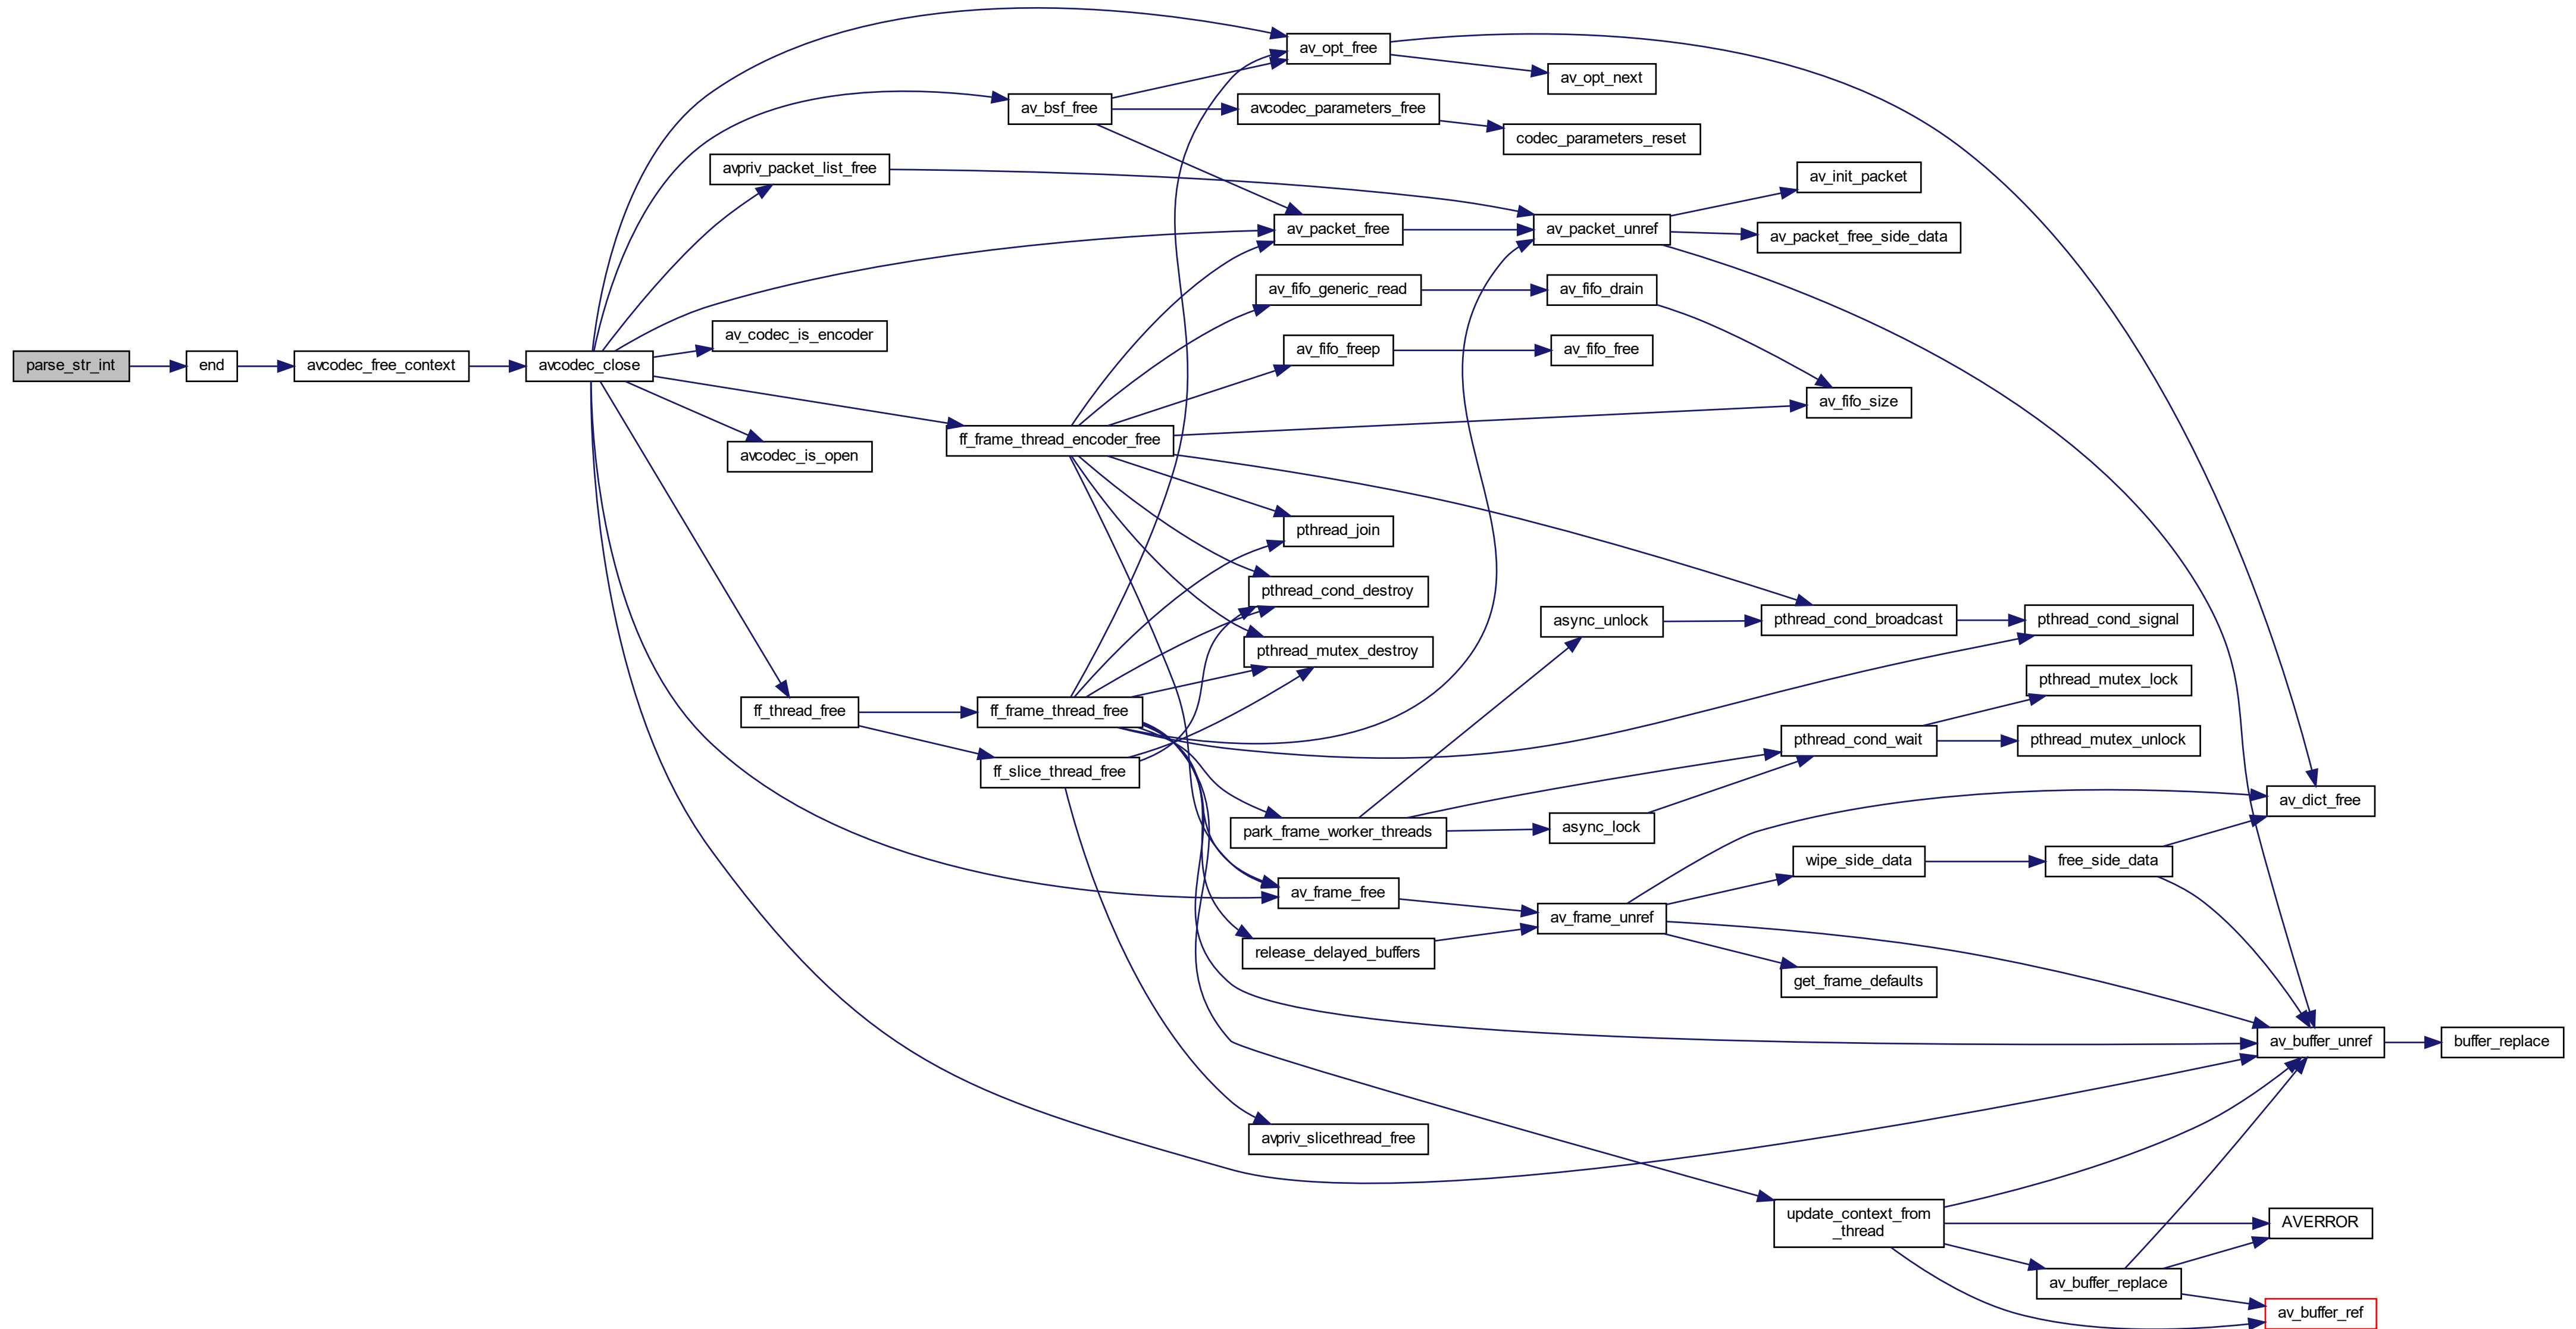 av_opt_free
av_opt_next
av_bsf_free
avcodec_parameters_free
codec_parameters_reset
avpriv_packet_list_free
av_init_packet
av_packet_free
av_packet_unref
av_packet_free_side_data
av_fifo_generic_read
av_fifo_drain
av_codec_is_encoder
av_fifo_freep
av_fifo_free
parse_str_int
end
avcodec_free_context
avcodec_close
av_fifo_size
ff_frame_thread_encoder_free
avcodec_is_open
pthread_join
pthread_cond_destroy
async_unlock
pthread_cond_broadcast
pthread_cond_signal
pthread_mutex_destroy
pthread_mutex_lock
ff_thread_free
ff_frame_thread_free
pthread_cond_wait
pthread_mutex_unlock
ff_slice_thread_free
av_dict_free
park_frame_worker_threads
async_lock
wipe_side_data
free_side_data
av_frame_free
av_frame_unref
release_delayed_buffers
get_frame_defaults
av_buffer_unref
buffer_replace
avpriv_slicethread_free
update_context_from
_thread
AVERROR
av_buffer_replace
av_buffer_ref